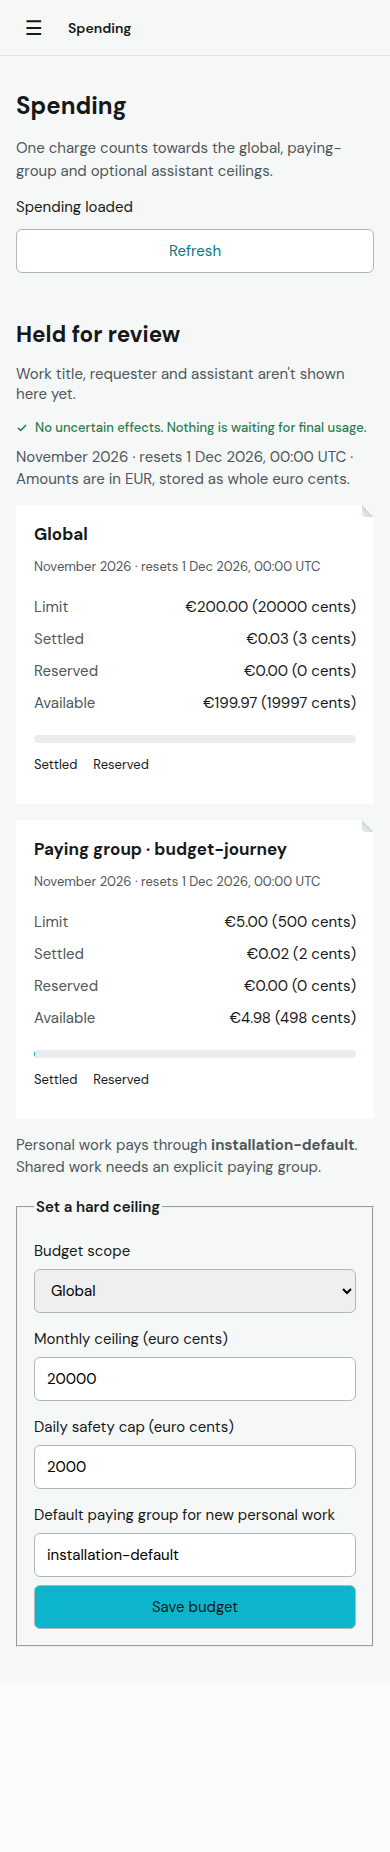 ☰ Spending
Spending
One charge counts towards the global, paying-
group and optional assistant ceilings.
Spending loaded
Refresh
Held for review
Work title, requester and assistant aren't shown
here yet.
✓ No uncertain effects. Nothing is waiting for final usage.
November 2026 · resets 1 Dec 2026, 00:00 UTC ·
Amounts are in EUR, stored as whole euro cents.
Global
November 2026 · resets 1 Dec 2026, 00:00 UTC
Limit €200.00 (20000 cents)
Settled €0.03 (3 cents)
Reserved €0.00 (0 cents)
Available €199.97 (19997 cents)
Settled Reserved
Paying group · budget-journey
November 2026 · resets 1 Dec 2026, 00:00 UTC
Limit €5.00 (500 cents)
Settled €0.02 (2 cents)
Reserved €0.00 (0 cents)
Available €4.98 (498 cents)
Settled Reserved
Personal work pays through installation-default.
Shared work needs an explicit paying group.
Set a hard ceiling
Budget scope
Global
Monthly ceiling (euro cents)
20000
Daily safety cap (euro cents)
2000
Default paying group for new personal work
installation-default
Save budget